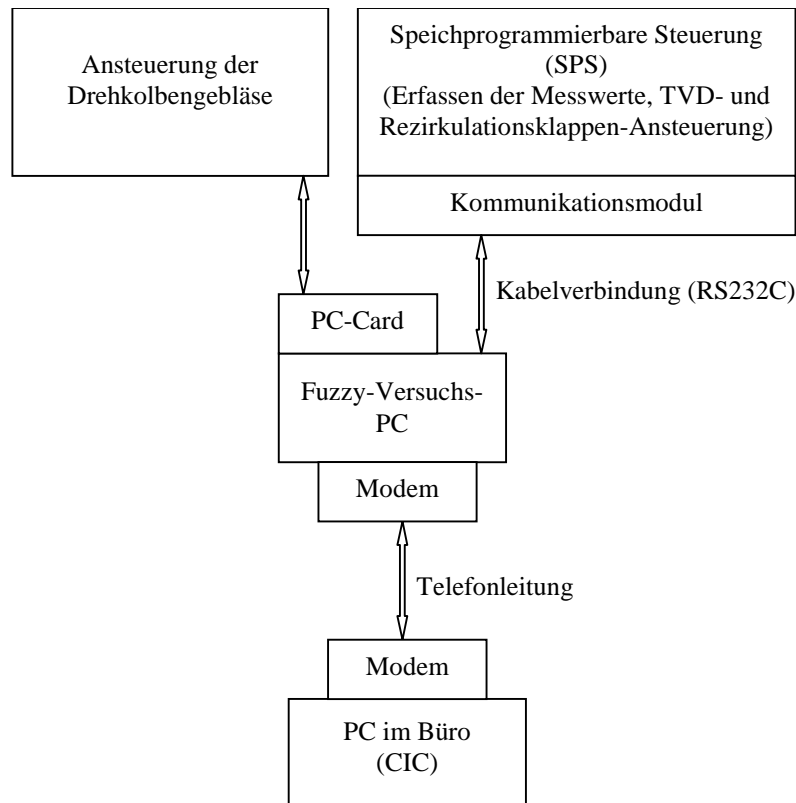 Ansteuerung der
Drehkolbengebläse
Speichprogrammierbare Steuerung
(SPS)
(Erfassen der Messwerte, TVD- und
Rezirkulationsklappen-Ansteuerung)
Kommunikationsmodul
Kabelverbindung (RS232C)
PC-Card
Fuzzy-Versuchs-
PC
Modem
Telefonleitung
Modem
PC im Büro
(CIC)